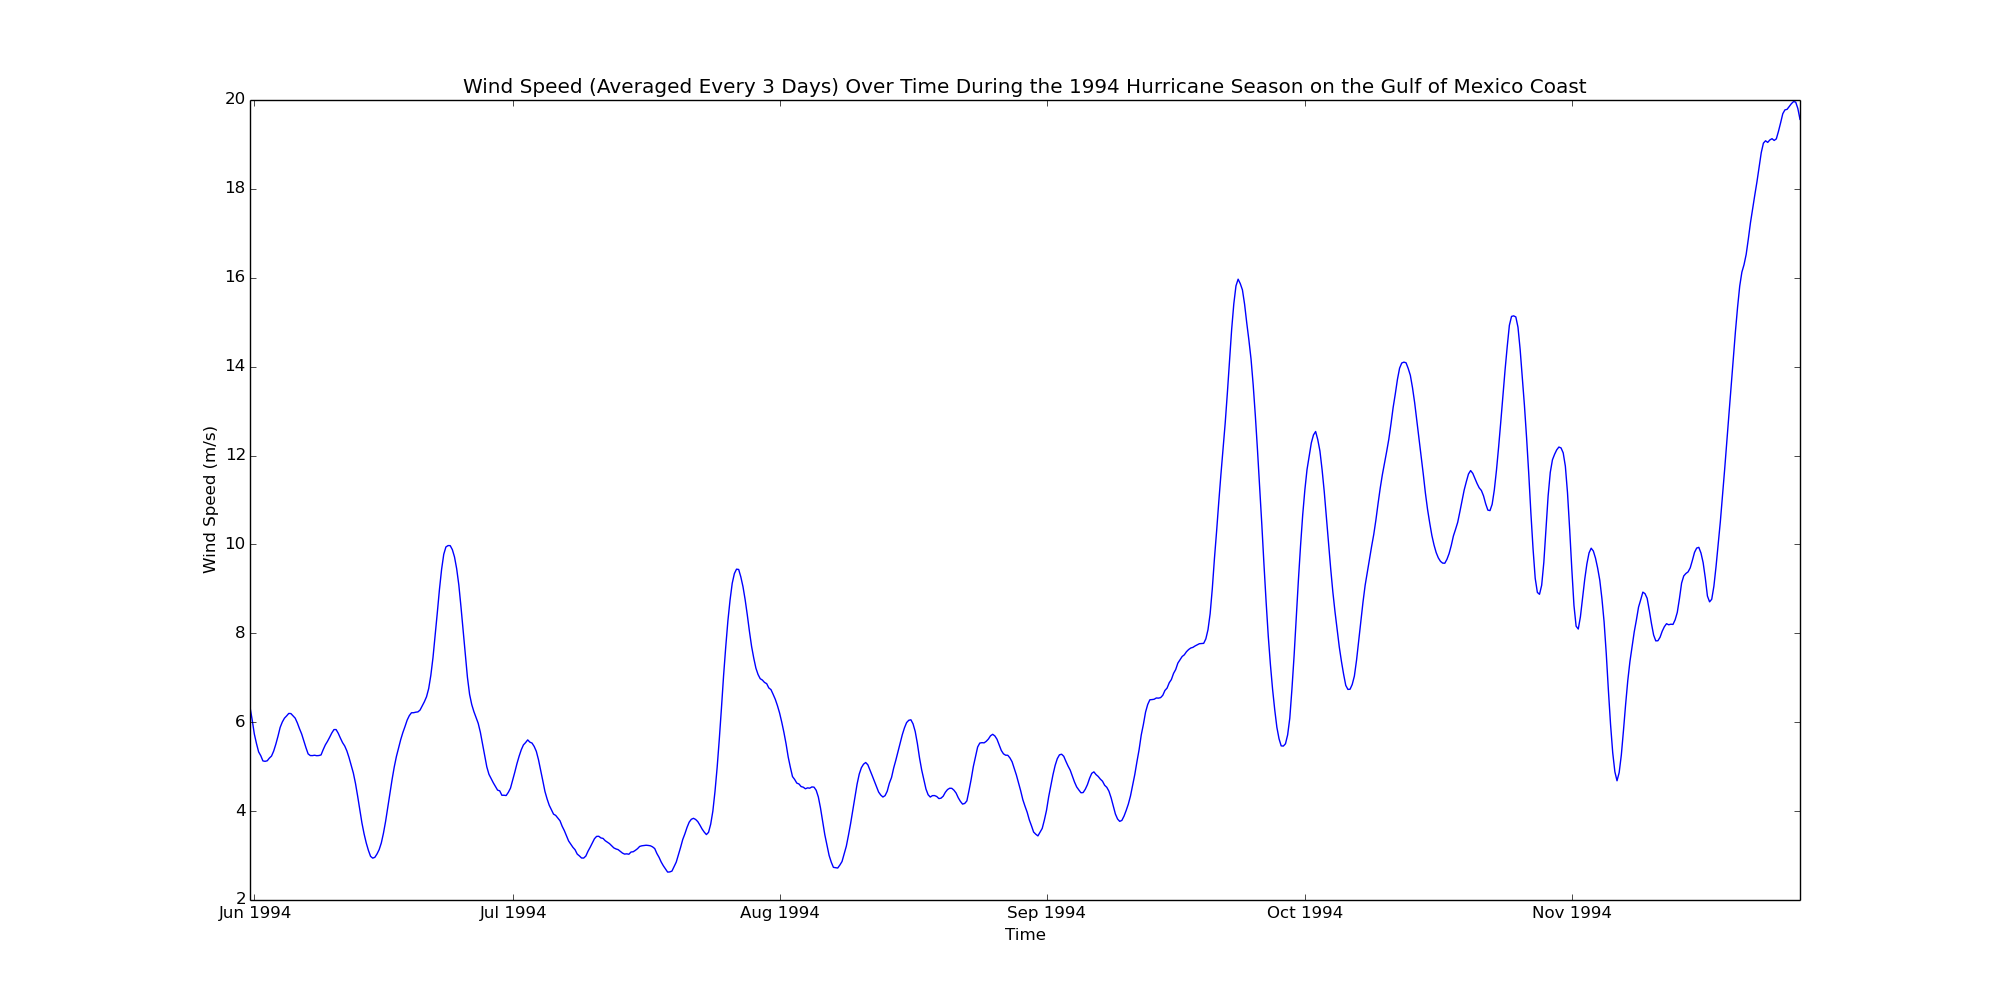 Wind Speed (Averaged Every 3 Days) Over Time During the 1994 Hurricane Season on the Gulf of Mexico Coast
20
18
16
14
12
10
8
6
4
2
Wind Speed (m/s)
Jun 1994 Jul 1994 Aug 1994 Sep 1994 Oct 1994 Nov 1994
Time